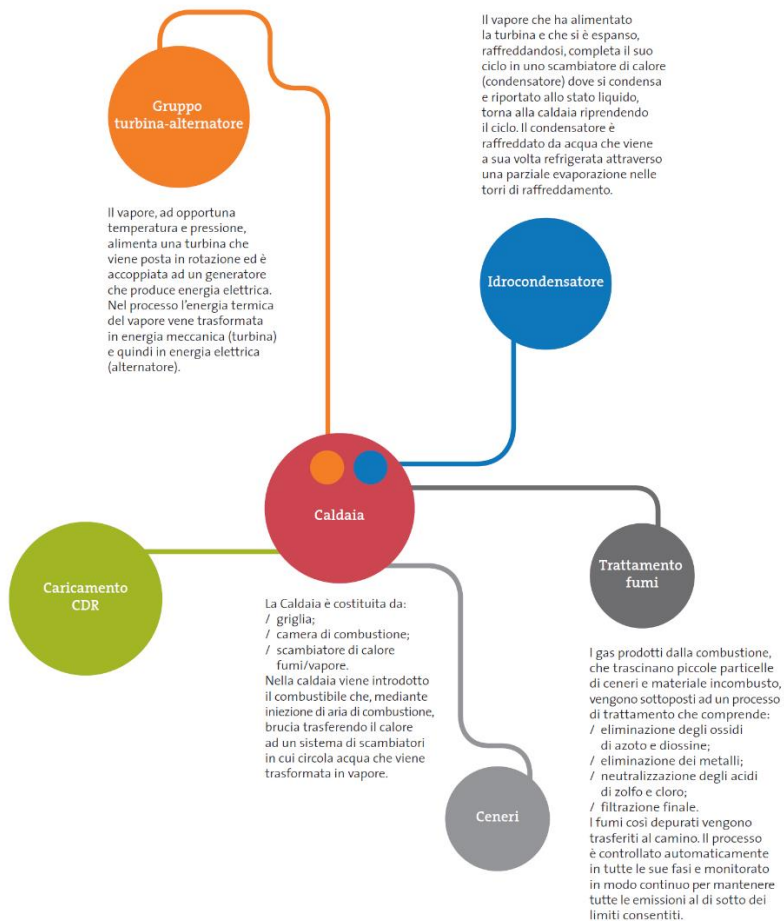 Gruppo
turbina-alternatore
Il vapore, ad opportuna
temperatura e pressione,
alimenta una turbina che
viene posta in rotazione ed è
accoppiata ad un generatore
che produce energia elettrica.
Nel processo l'energia termica
del vapore vene trasformata
in energia meccanica (turbina)
e quindi in energia elettrica
(alternatore).
Il vapore che ha alimentato
la turbina e che si è espanso,
raffreddandosi, completa il suo
ciclo in uno scambiatore di calore
(condensatore) dove si condensa
e riportato allo stato liquido,
torna alla caldaia riprendendo
il ciclo. Il condensatore è
raffreddato da acqua che viene
a sua volta refrigerata attraverso
una parziale evaporazione nelle
torri di raffreddamento.
Idrocondensatore
Caldaia
Caricamento
CDR
Trattamento
fumi
La Caldaia è costituita da:
/ griglia;
/ camera di combustione;
/ scambiatore di calore
fumi/vapore.
Nella caldaia viene introdotto
il combustibile che, mediante
iniezione di aria di combustione,
brucia trasferendo il calore
ad un sistema di scambiatori
in cui circola acqua che viene
trasformata in vapore.
Ceneri
I gas prodotti dalla combustione,
che trascinano piccole particelle
di ceneri e materiale incombusto,
vengono sottoposti ad un processo
di trattamento che comprende:
/ eliminazione degli ossidi
di azoto e diossine;
/ eliminazione dei metalli;
/ neutralizzazione degli acidi
di zolfo e cloro;
/ filtrazione finale.
I fumi così depurati vengono
trasferiti al camino. Il processo
è controllato automaticamente
in tutte le sue fasi e monitorato
in modo continuo per mantenere
tutte le emissioni al di sotto dei
limiti consentiti.